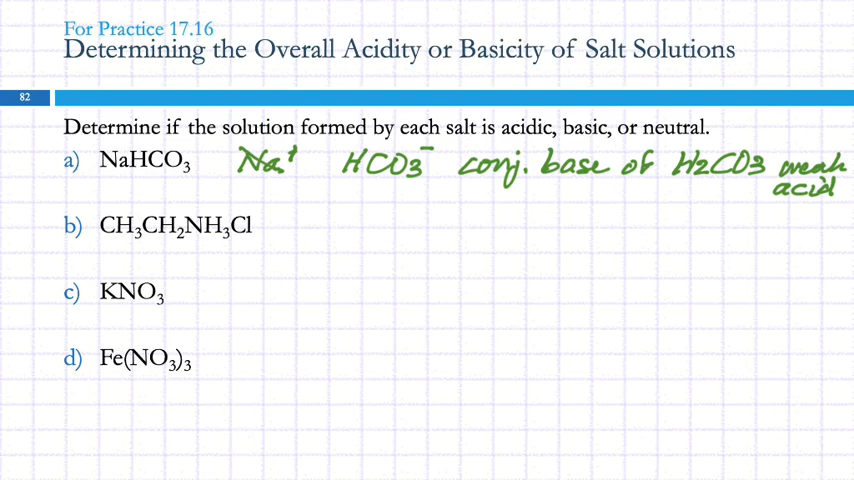 For Practice 17.16
Determining the Overall Acidity or Basicity of Salt Solutions
82
Determine if the solution formed by each salt is acidic, basic, or neutral.
a) NaHCO₃ Na⁺ HCO₃⁻ conj. base of H₂CO₃ weak
acid
b) CH₃CH₂NH₃Cl
c) KNO₃
d) Fe(NO₃)₃